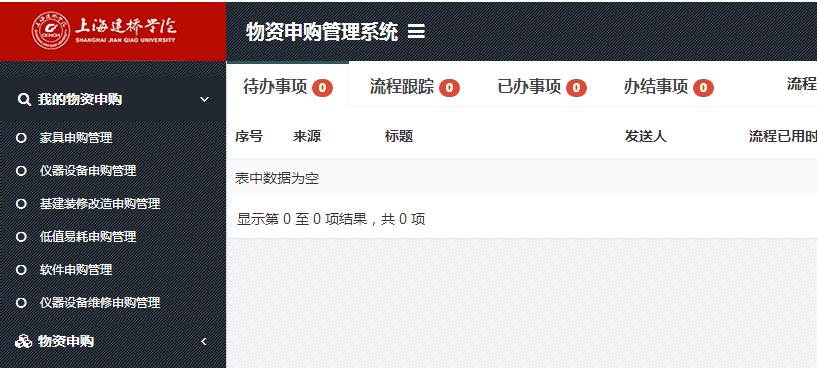 上海建桥学院
SHANGHAI JIAN QIAO UNIVERSITY
物资申购管理系统
我的物资申购
家具申购管理
仪器设备申购管理
基建装修改造申购管理
低值易耗申购管理
软件申购管理
仪器设备维修申购管理
物资申购
待办事项 0 流程跟踪 0 已办事项 0 办结事项 0 流程
序号 来源 标题 发送人 流程已用时
表中数据为空
显示第 0 至 0 项结果，共 0 项